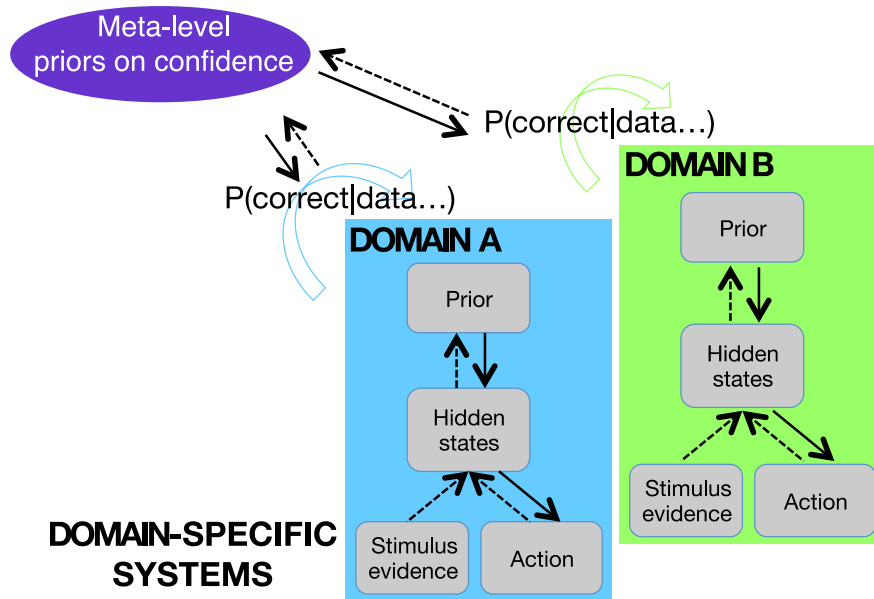 Meta-level
priors on confidence
P(correct|data…)
DOMAIN B
Prior
Hidden
states
Stimulus
evidence
Action
P(correct|data…)
DOMAIN A
Prior
Hidden
states
Stimulus
evidence
Action
DOMAIN-SPECIFIC
SYSTEMS